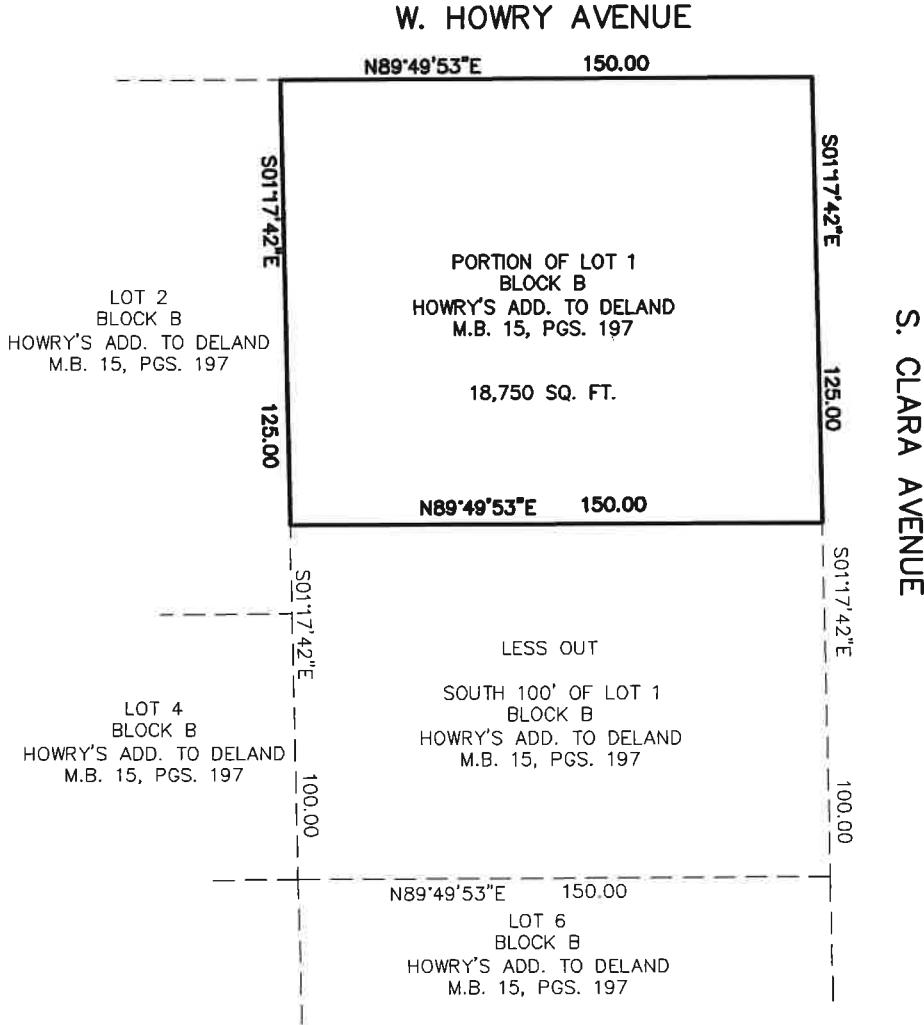 W. HOWRY AVENUE
N89°49'53"E 150.00
S01°17'42"E
S01°17'42"E
PORTION OF LOT 1
BLOCK B
HOWRY'S ADD. TO DELAND
M.B. 15, PGS. 197
18,750 SQ. FT.
LOT 2
BLOCK B
HOWRY'S ADD. TO DELAND
M.B. 15, PGS. 197
S. CLARA AVENUE
125.00
125.00
N89°49'53"E 150.00
S01°17'42"E
S01°17'42"E
LESS OUT
SOUTH 100' OF LOT 1
BLOCK B
HOWRY'S ADD. TO DELAND
M.B. 15, PGS. 197
LOT 4
BLOCK B
HOWRY'S ADD. TO DELAND
M.B. 15, PGS. 197
100.00
100.00
N89°49'53"E 150.00
LOT 6
BLOCK B
HOWRY'S ADD. TO DELAND
M.B. 15, PGS. 197